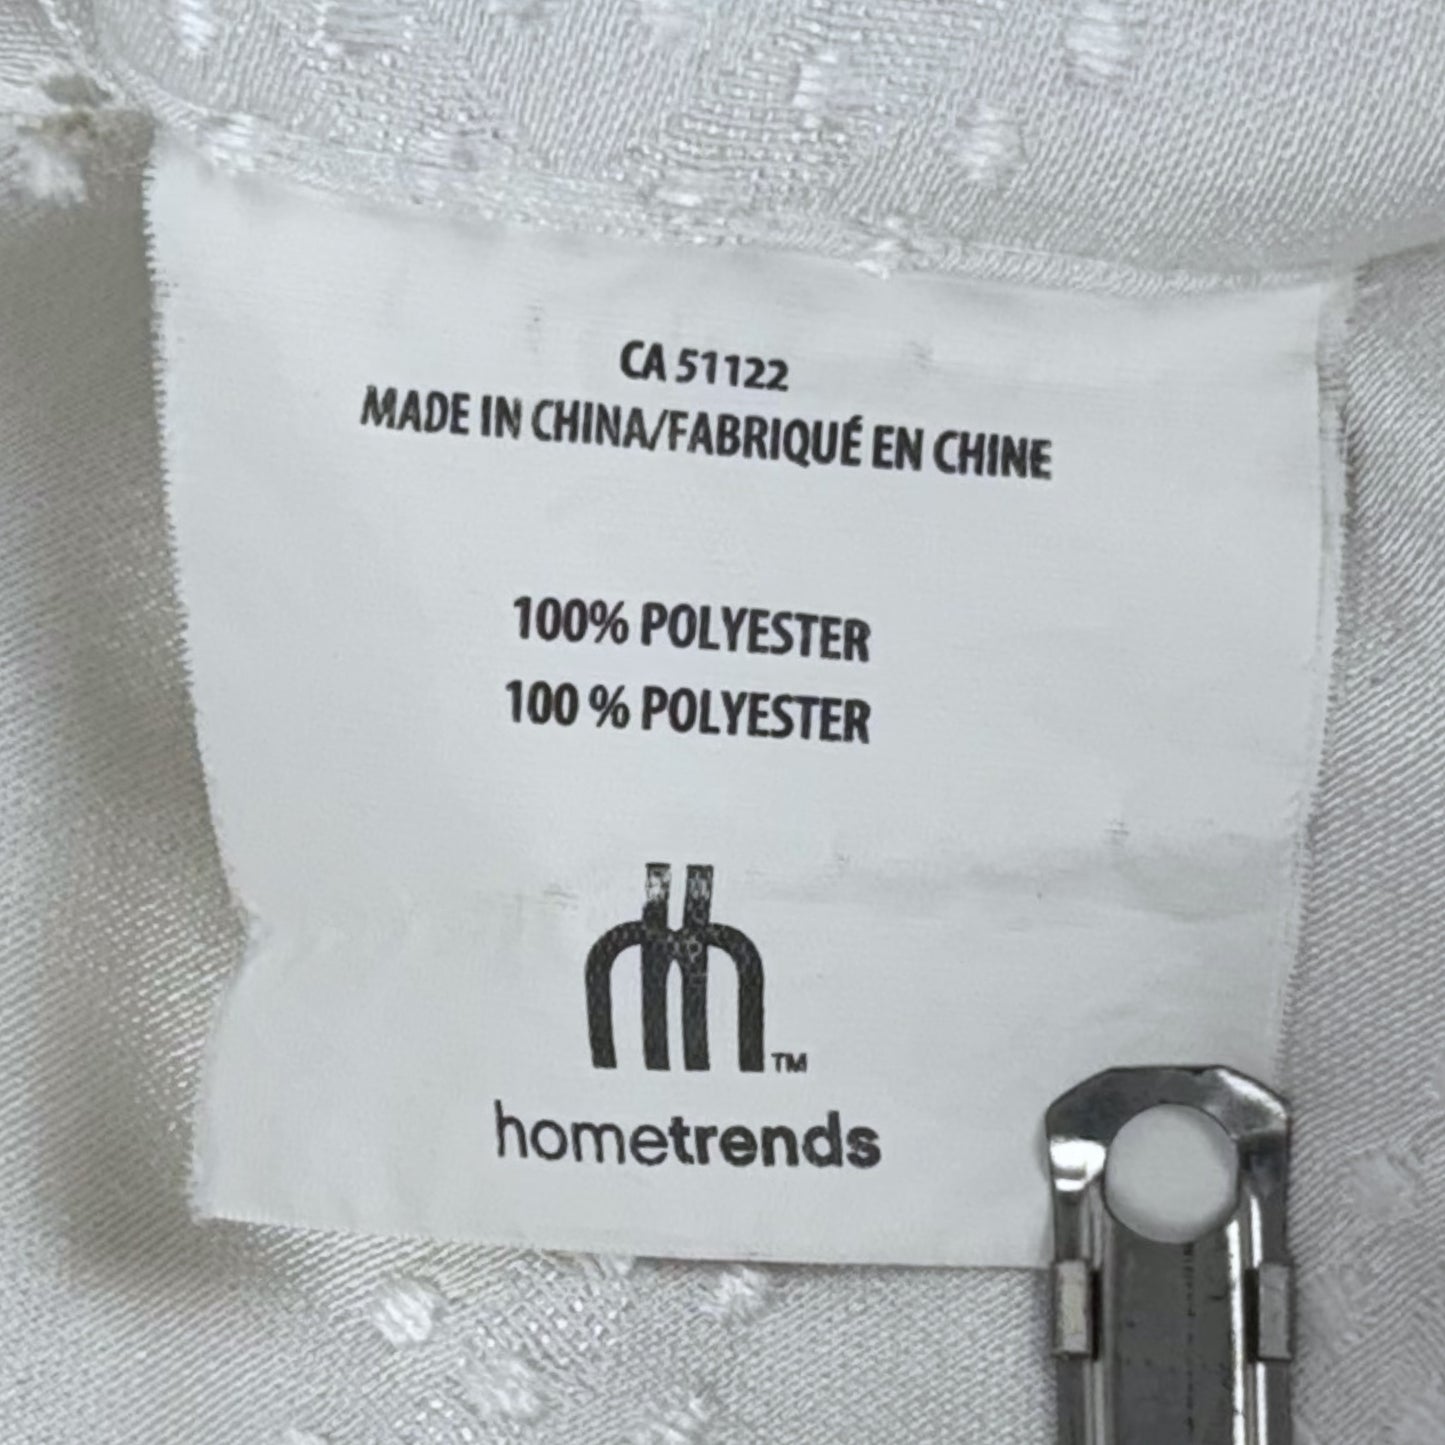 CA 51122
MADE IN CHINA/FABRIQUÉ EN CHINE
100% POLYESTER
100 % POLYESTER
TM
hometrends